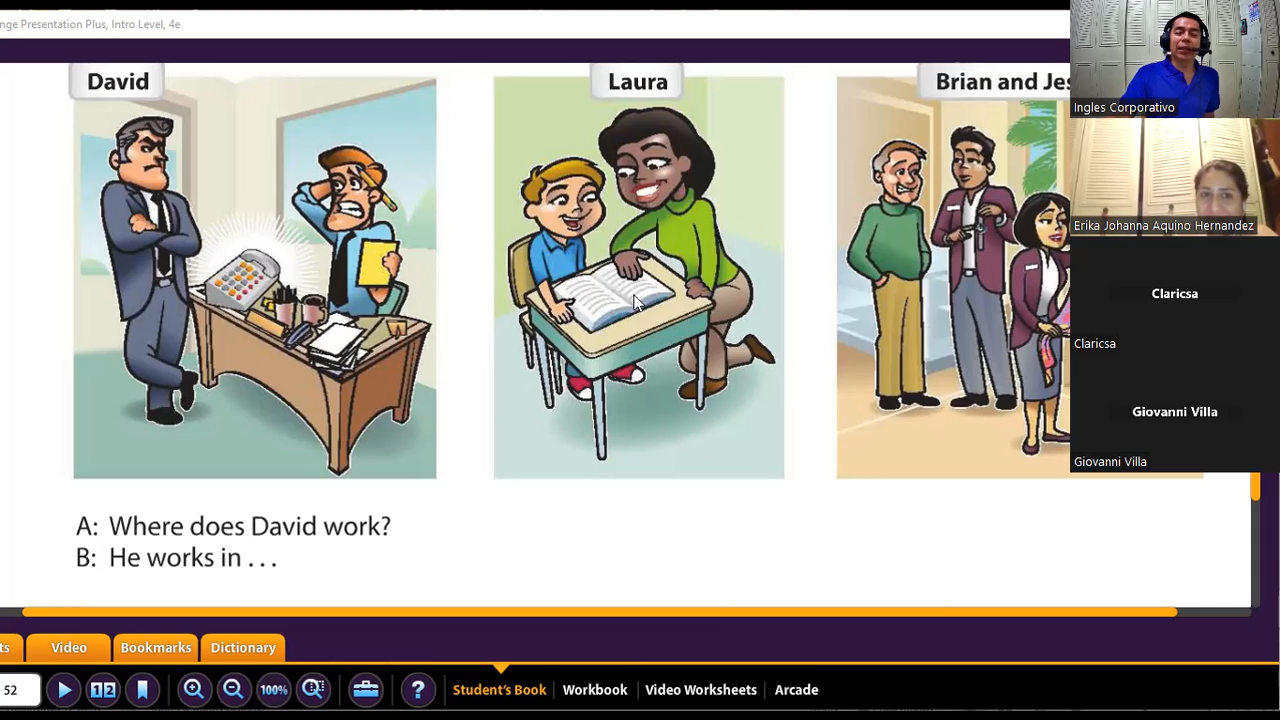 nge Presentation Plus, Intro Level, 4e
David
Laura
Brian and Jes
A: Where does David work?
B: He works in . . .
Ingles Corporativo
Erika Johanna Aquino Hernandez
Claricsa
Claricsa
Giovanni Villa
Giovanni Villa
ts
Video
Bookmarks
Dictionary
52
12
100%
?
Student's Book
Workbook
Video Worksheets
Arcade